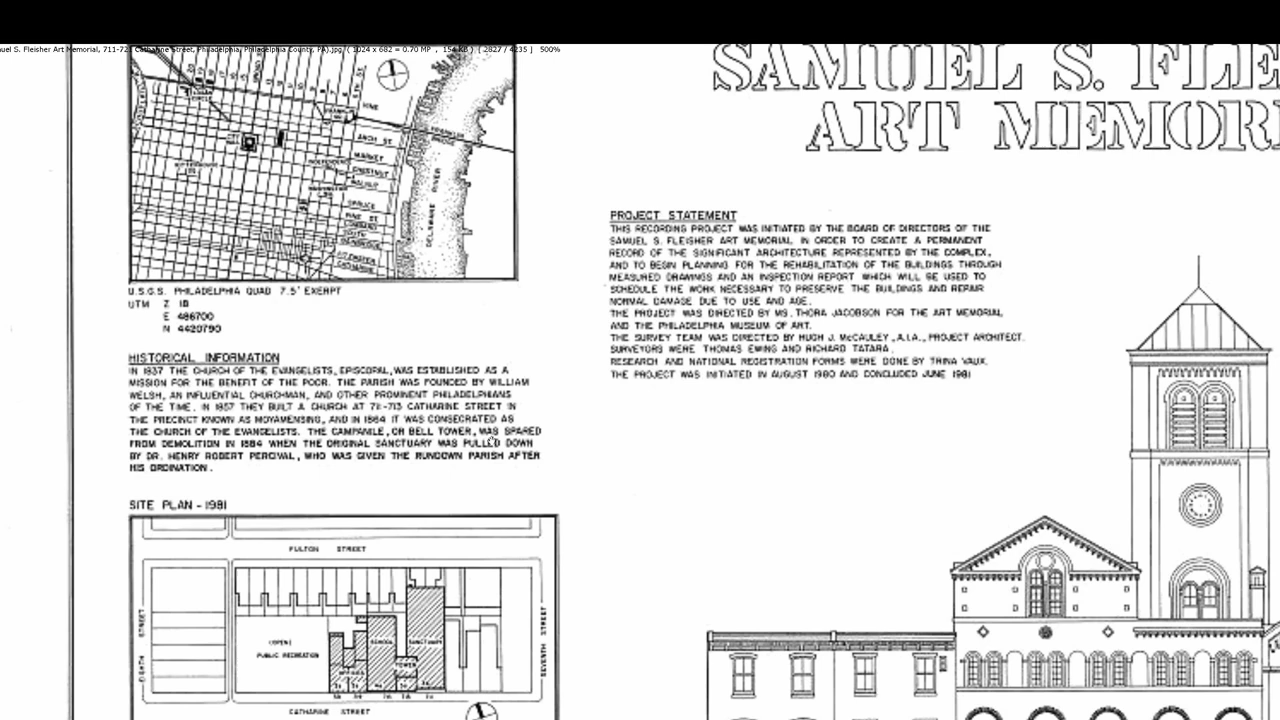 uel S. Fleisher Art Memorial, 711-721 Catharine Street, Philadelphia, Philadelphia County, PA).jpg ( 1024 x 682 = 0.70 MP , 154 KB ) [ 2827 / 4235 ] 500%
SAMUEL S. FLE
ART MEMORI
VINE
FRANKLIN
ARCH ST.
MARKET
CHESTNUT
WALNUT
SPRUCE
PINE ST.
DELAWARE RIVER
U.S.G.S. PHILADELPHIA QUAD 7.5' EXERPT
UTM Z 18
E 486700
N 4420790
HISTORICAL INFORMATION
IN 1837 THE CHURCH OF THE EVANGELISTS, EPISCOPAL, WAS ESTABLISHED AS A
MISSION FOR THE BENEFIT OF THE POOR. THE PARISH WAS FOUNDED BY WILLIAM
WELSH, AN INFLUENTIAL CHURCHMAN, AND OTHER PROMINENT PHILADELPHIANS
OF THE TIME. IN 1857 THEY BUILT A CHURCH AT 711-713 CATHARINE STREET IN
THE PRECINCT KNOWN AS MOYAMENSING, AND IN 1864 IT WAS CONSECRATED AS
THE CHURCH OF THE EVANGELISTS. THE CAMPANILE, OR BELL TOWER, WAS SPARED
FROM DEMOLITION IN 1884 WHEN THE ORIGINAL SANCTUARY WAS PULLED DOWN
BY DR. HENRY ROBERT PERCIVAL, WHO WAS GIVEN THE RUNDOWN PARISH AFTER
HIS ORDINATION.
PROJECT STATEMENT
THIS RECORDING PROJECT WAS INITIATED BY THE BOARD OF DIRECTORS OF THE
SAMUEL S. FLEISHER ART MEMORIAL IN ORDER TO CREATE A PERMANENT
RECORD OF THE SIGNIFICANT ARCHITECTURE REPRESENTED BY THE COMPLEX,
AND TO BEGIN PLANNING FOR THE REHABILITATION OF THE BUILDINGS THROUGH
MEASURED DRAWINGS AND AN INSPECTION REPORT WHICH WILL BE USED TO
SCHEDULE THE WORK NECESSARY TO PRESERVE THE BUILDINGS AND REPAIR
NORMAL DAMAGE DUE TO USE AND AGE.
THE PROJECT WAS DIRECTED BY MS. THORA JACOBSON FOR THE ART MEMORIAL
AND THE PHILADELPHIA MUSEUM OF ART.
THE SURVEY TEAM WAS DIRECTED BY HUGH J. McCAULEY, A.I.A., PROJECT ARCHITECT.
SURVEYORS WERE THOMAS EWING AND RICHARD TATARA.
RESEARCH AND NATIONAL REGISTRATION FORMS WERE DONE BY TRINA VAUX.
THE PROJECT WAS INITIATED IN AUGUST 1980 AND CONCLUDED JUNE 1981
SITE PLAN - 1981
FULTON STREET
EIGHTH STREET
(OPEN)
PUBLIC RECREATION
OFFICES
SCHOOL
TOWER
SANCTUARY
SEVENTH STREET
CATHARINE STREET